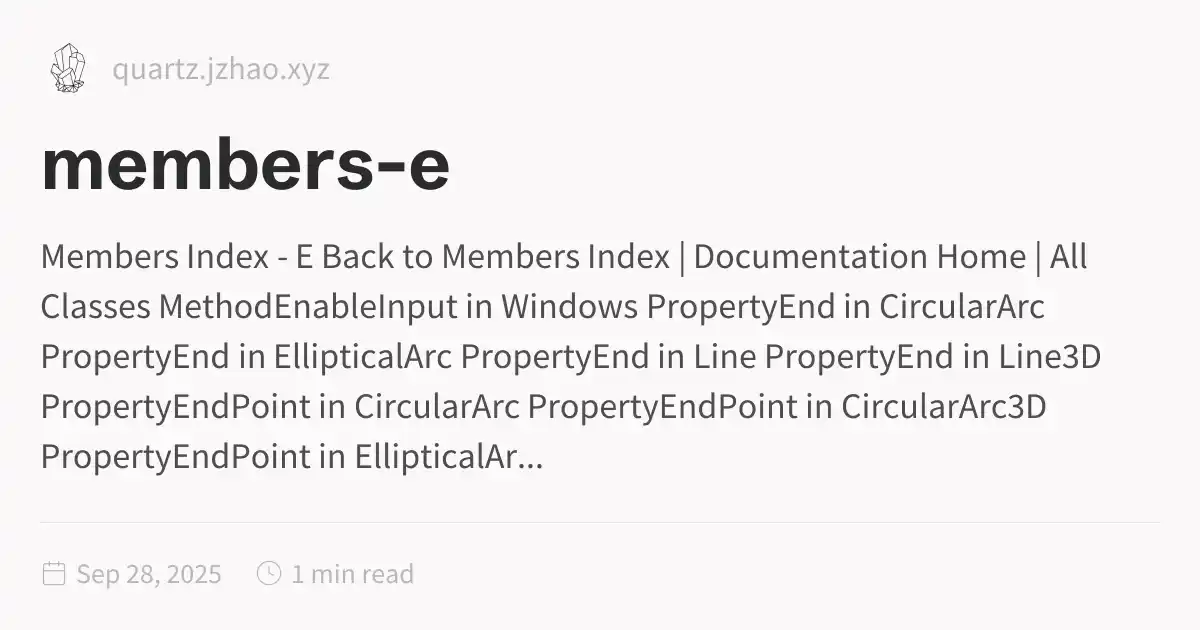 quartz.jzhao.xyz
members-e
Members Index - E Back to Members Index | Documentation Home | All
Classes MethodEnableInput in Windows PropertyEnd in CircularArc
PropertyEnd in EllipticalArc PropertyEnd in Line PropertyEnd in Line3D
PropertyEndPoint in CircularArc PropertyEndPoint in CircularArc3D
PropertyEndPoint in EllipticalAr...
Sep 28, 2025 1 min read